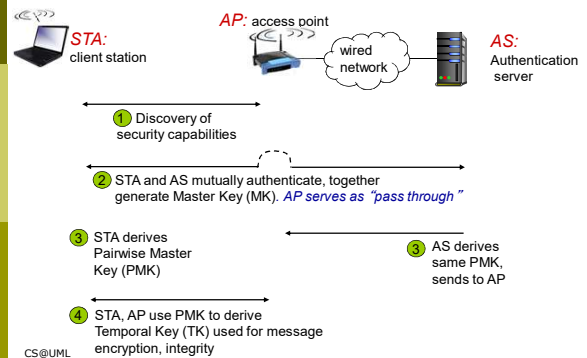 AP: access point
STA:
client station
wired
network
AS:
Authentication
server
1 Discovery of
security capabilities
2 STA and AS mutually authenticate, together
generate Master Key (MK). AP serves as “pass through”
3 STA derives
Pairwise Master
Key (PMK)
3 AS derives
same PMK,
sends to AP
4 STA, AP use PMK to derive
Temporal Key (TK) used for message
encryption, integrity
CS@UML